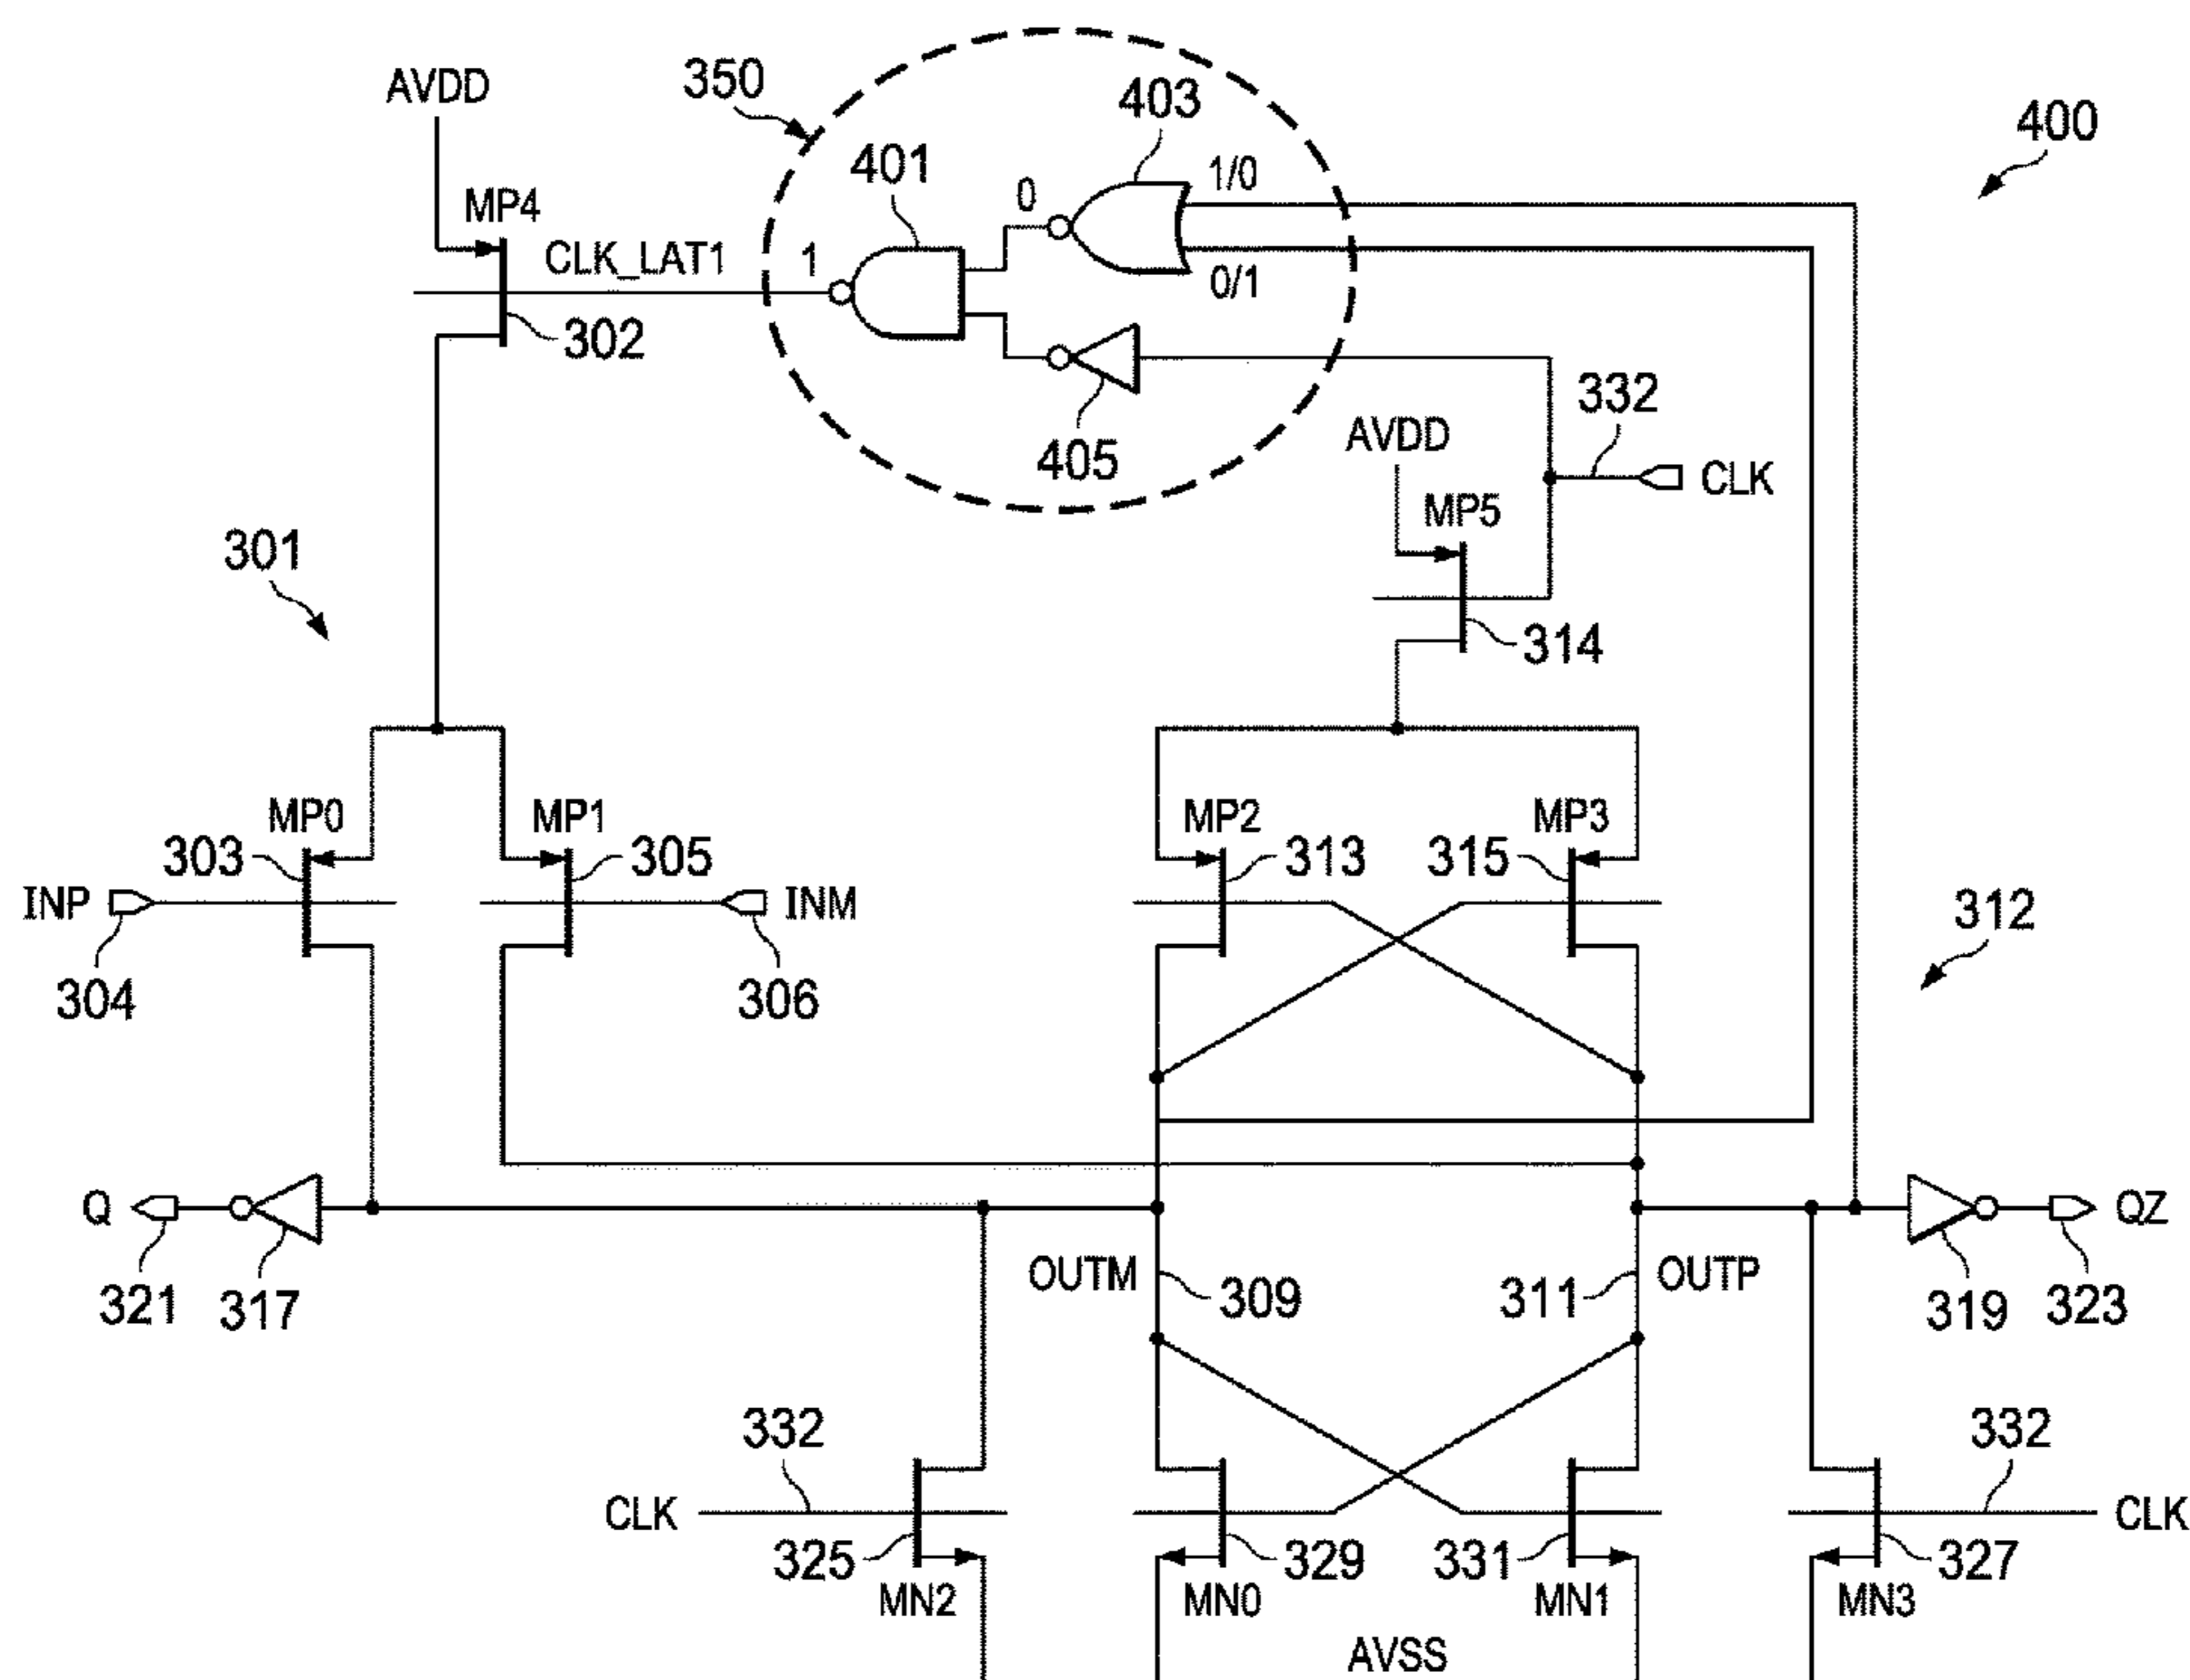 AVDD
350
403
400
401
1/0
MP4
0
CLK_LAT1
1
0/1
302
332
405
AVDD
CLK
MP5
301
314
MP0
MP1
MP2
MP3
303
305
313
315
INP
INM
312
304
306
Q
QZ
OUTM
309
311
OUTP
321
317
319
323
332
332
CLK
CLK
325
329
331
327
MN2
MN0
MN1
MN3
AVSS